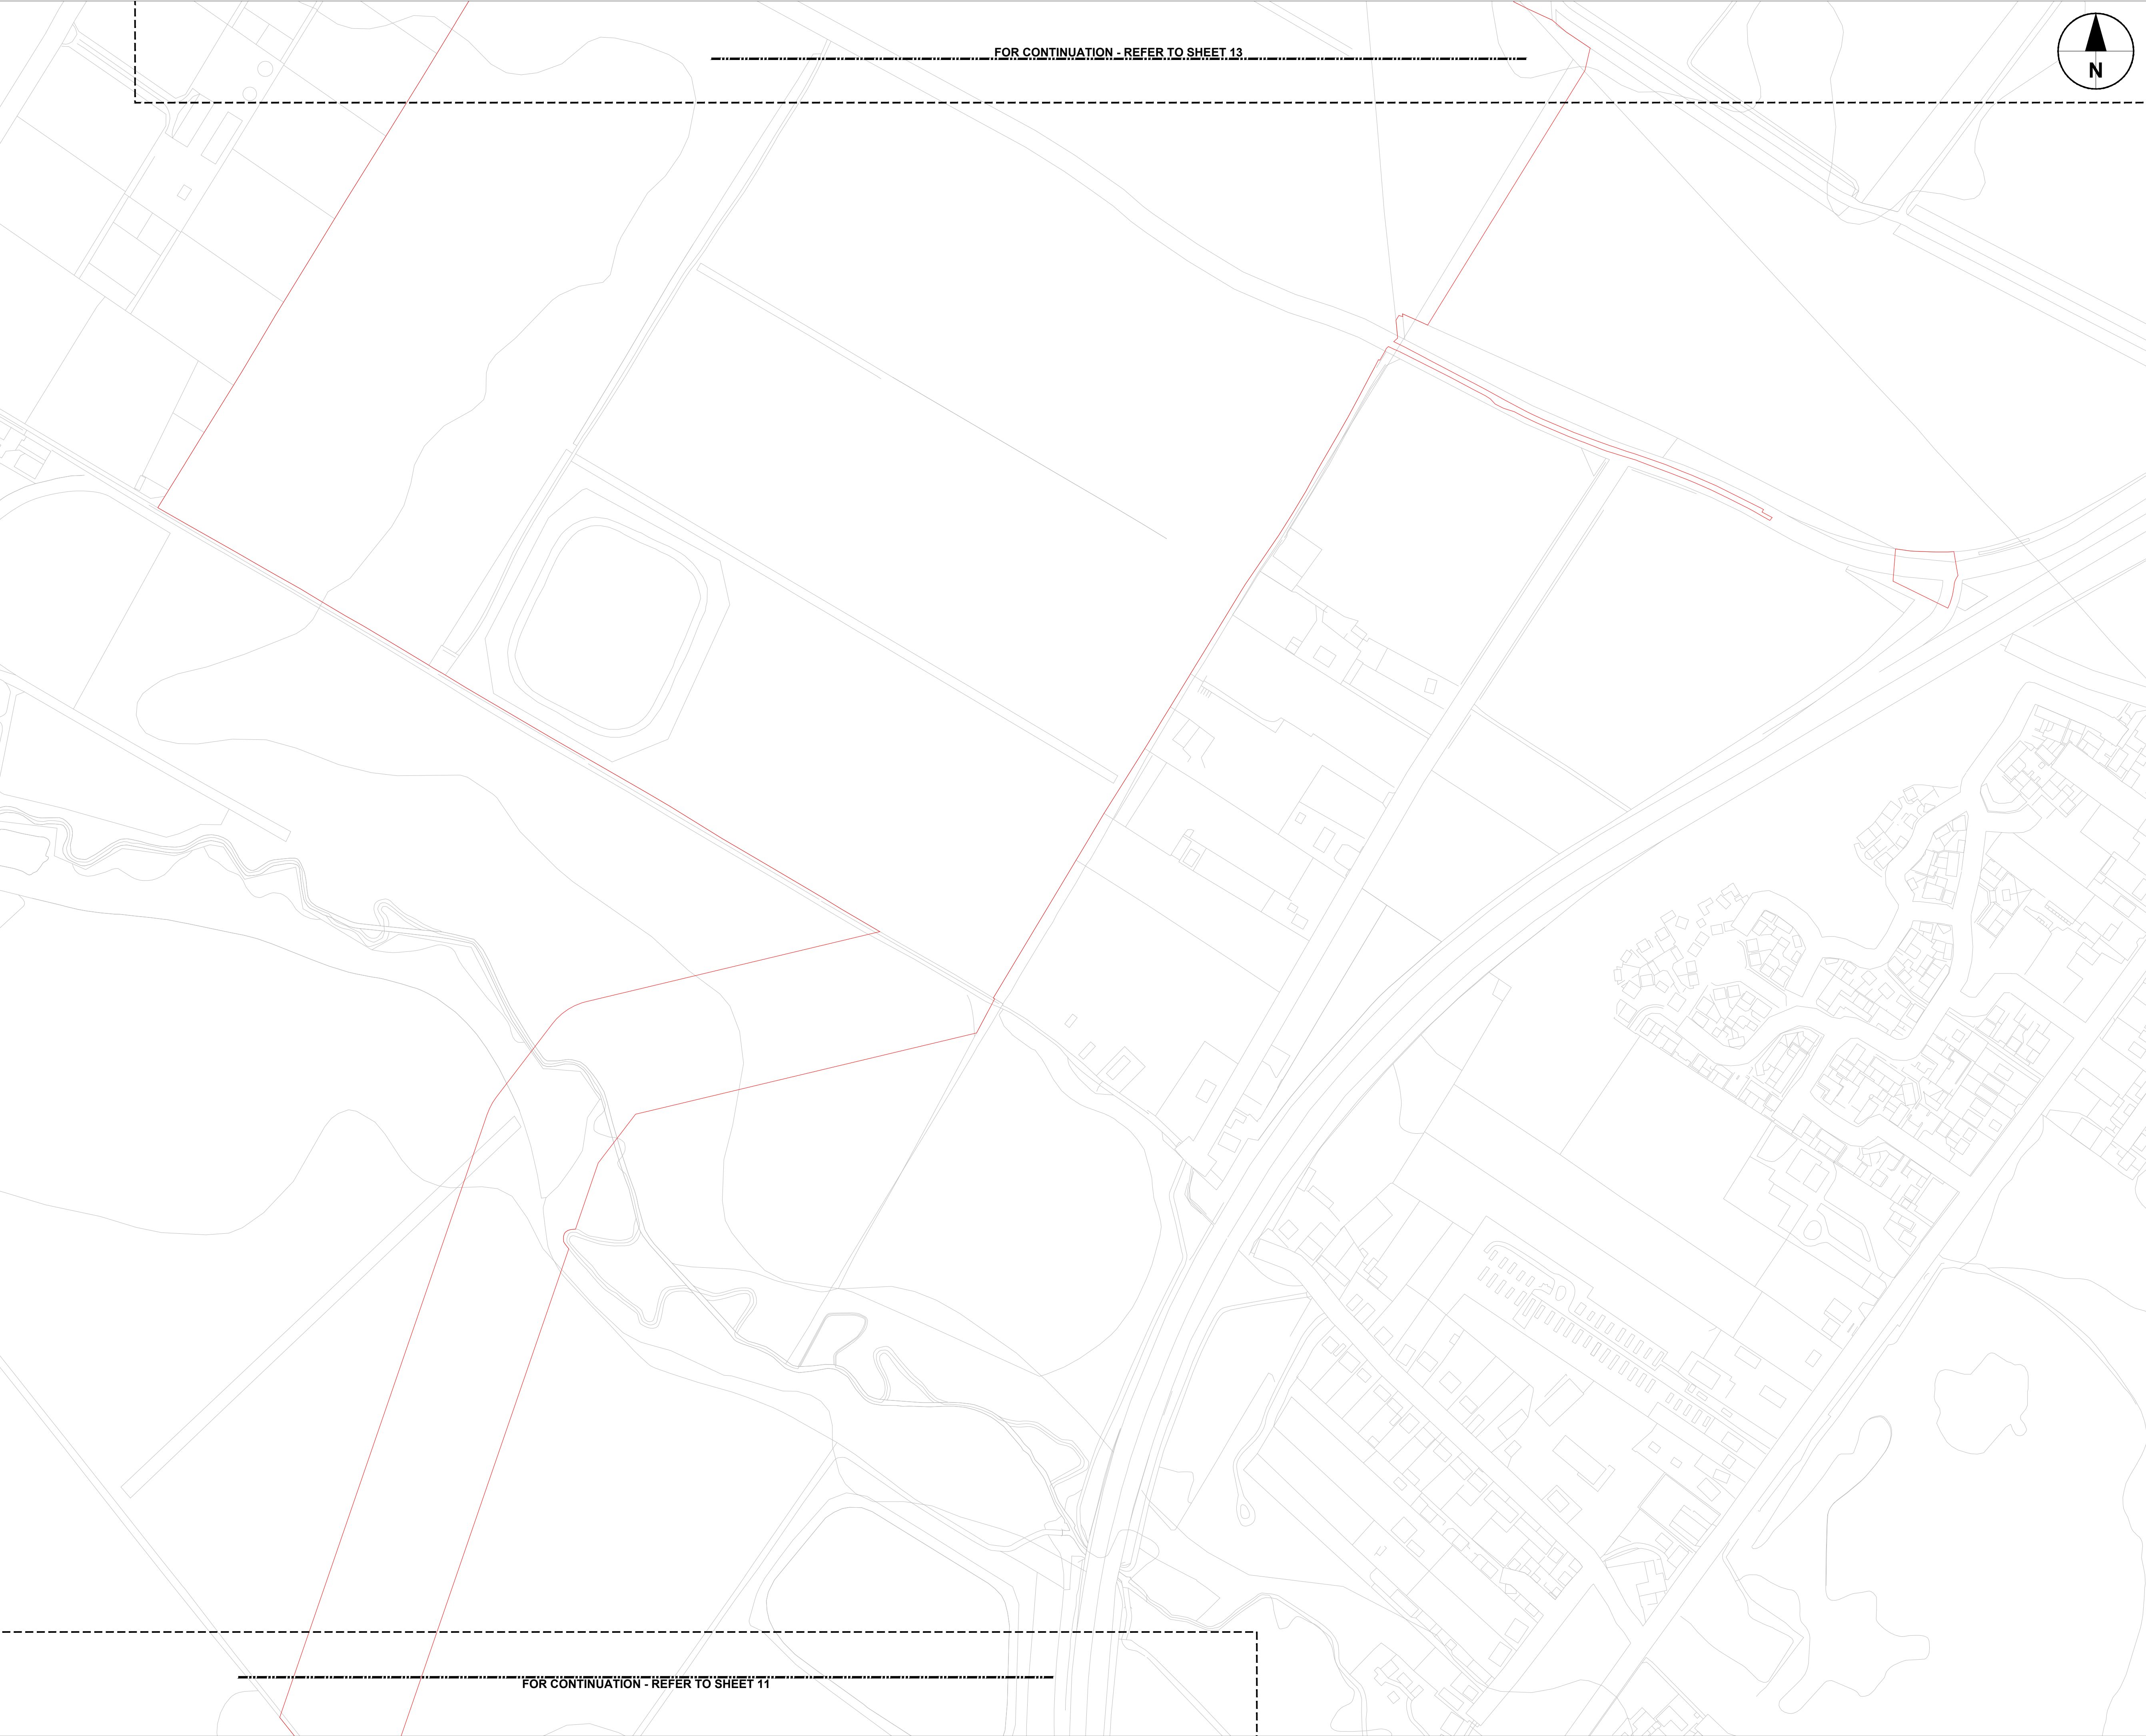 FOR CONTINUATION - REFER TO SHEET 13
N
FOR CONTINUATION - REFER TO SHEET 11